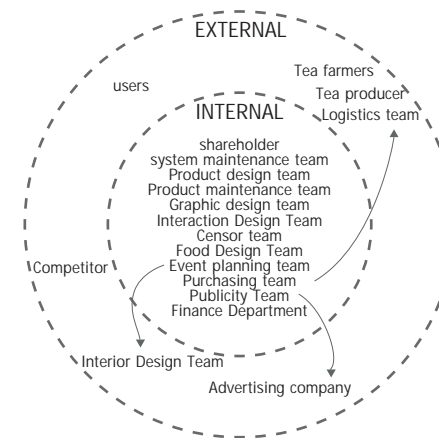 EXTERNAL
Tea farmers
users
Tea producer
INTERNAL
Logistics team
shareholder
system maintenance team
Product design team
Product maintenance team
Graphic design team
Interaction Design Team
Censor team
Food Design Team
Competitor
Event planning team
Purchasing team
Publicity Team
Finance Department
Interior Design Team
Advertising company